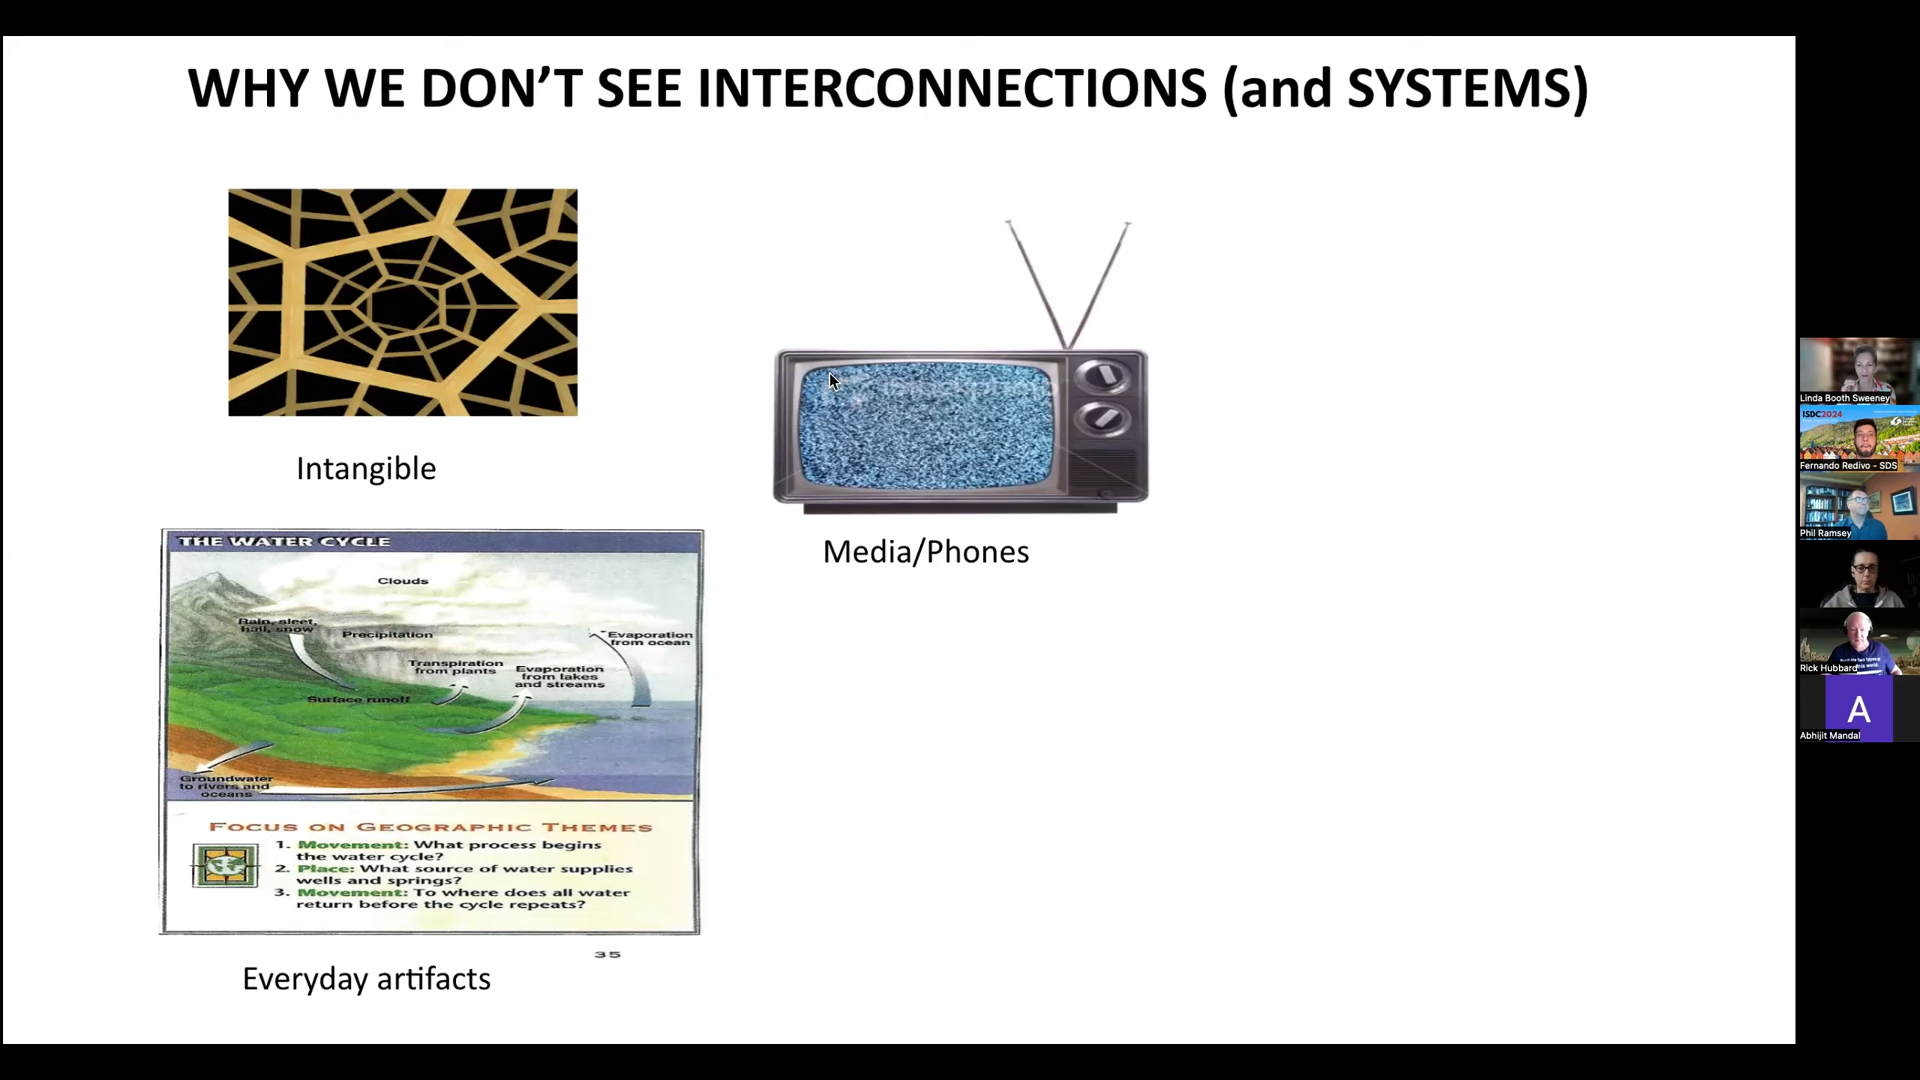 WHY WE DON'T SEE INTERCONNECTIONS (and SYSTEMS)
Intangible
THE WATER CYCLE
Clouds
Rain, sleet,
hail, snow
Precipitation
Evaporation
from ocean
Transpiration
from plants
Evaporation
from lakes
and streams
Surface runoff
Groundwater
to rivers and
oceans
FOCUS ON GEOGRAPHIC THEMES
1. Movement: What process begins
the water cycle?
2. Place: What source of water supplies
wells and springs?
3. Movement: To where does all water
return before the cycle repeats?
35
Everyday artifacts
Media/Phones
Linda Booth Sweeney
ISDC2024
Fernando Redivo - SDS
Phil Ramsey
Rick Hubbard
A
Abhijit Mandal